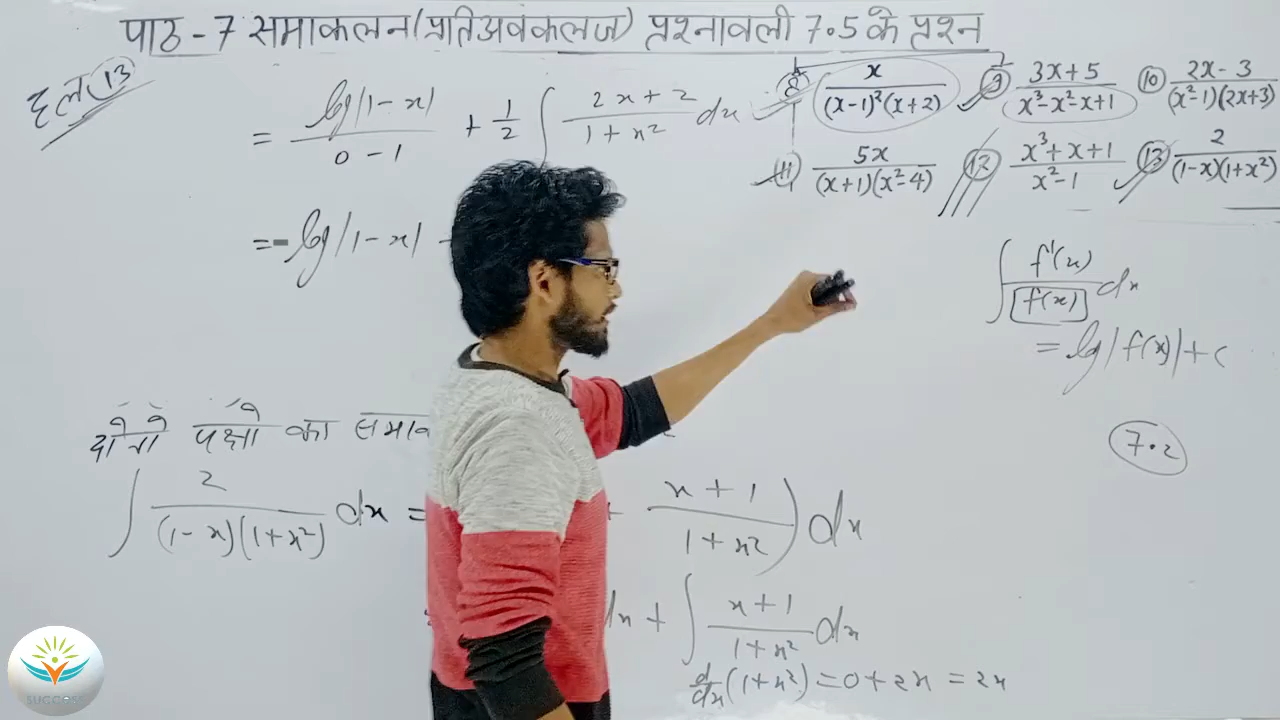 पाठ - 7 समाकलन (प्रतिअवकलज) प्रश्नावली 7.5 के प्रश्न
हल (13)
= log|1-x| / 0-1 + 1/2 ∫ 2x+2 / 1+x² dx
= -log|1-x| -
(8) x / (x-1)²(x+2) (9) 3x+5 / x³-x²-x+1 (10) 2x-3 / (x²-1)(2x+3)
(11) 5x / (x+1)(x²-4) (12) x³+x+1 / x²-1 (13) 2 / (1-x)(1+x²)
∫ f'(x) / f(x) dx
= log|f(x)|+c
7.2
दोनों पक्षों का समाक
∫ 2 / (1-x)(1+x²) dx = + x+1 / 1+x² ) dx
dx + ∫ x+1 / 1+x² dx
d/dx (1+x²) = 0+2x = 2x
SUCCESS